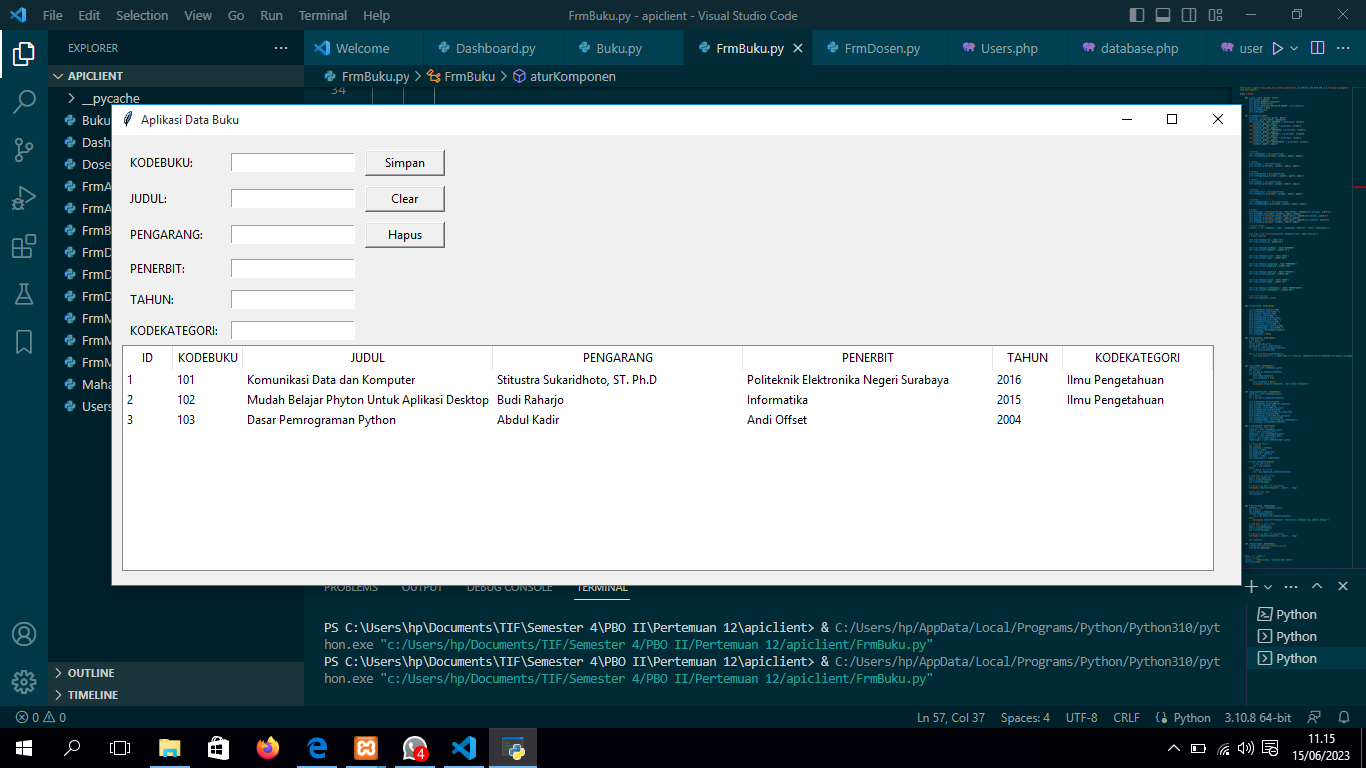 File Edit Selection View Go Run Terminal Help FrmBuku.py - apiclient - Visual Studio Code
EXPLORER ... Welcome Dashboard.py Buku.py FrmBuku.py FrmDosen.py Users.php database.php user ...
APICLIENT FrmBuku.py > FrmBuku > aturKomponen
__pycache 34
Buku
Dash
Dose
FrmA
FrmA
FrmB
FrmD
FrmD
FrmD
FrmM
FrmM
FrmM
Maha
Users
Aplikasi Data Buku
KODEBUKU: Simpan
JUDUL: Clear
PENGARANG: Hapus
PENERBIT:
TAHUN:
KODEKATEGORI:
ID KODEBUKU JUDUL PENGARANG PENERBIT TAHUN KODEKATEGORI
1 101 Komunikasi Data dan Komputer Stitustra Sukaridhoto, ST. Ph.D Politeknik Elektronika Negeri Surabaya 2016 Ilmu Pengetahuan
2 102 Mudah Belajar Phyton Untuk Aplikasi Desktop Budi Raharjo Informatika 2015 Ilmu Pengetahuan
3 103 Dasar Pemrograman Python Abdul Kadir Andi Offset 2004
PROBLEMS OUTPUT DEBUG CONSOLE TERMINAL
PS C:\Users\hp\Documents\TIF\Semester 4\PBO II\Pertemuan 12\apiclient> & C:/Users/hp/AppData/Local/Programs/Python/Python310/pyt
hon.exe "c:/Users/hp/Documents/TIF/Semester 4/PBO II/Pertemuan 12/apiclient/FrmBuku.py"
PS C:\Users\hp\Documents\TIF\Semester 4\PBO II\Pertemuan 12\apiclient> & C:/Users/hp/AppData/Local/Programs/Python/Python310/pyt
hon.exe "c:/Users/hp/Documents/TIF/Semester 4/PBO II/Pertemuan 12/apiclient/FrmBuku.py"
Python
Python
Python
OUTLINE
TIMELINE
0 0 Ln 57, Col 37 Spaces: 4 UTF-8 CRLF Python 3.10.8 64-bit
4
11.15
15/06/2023